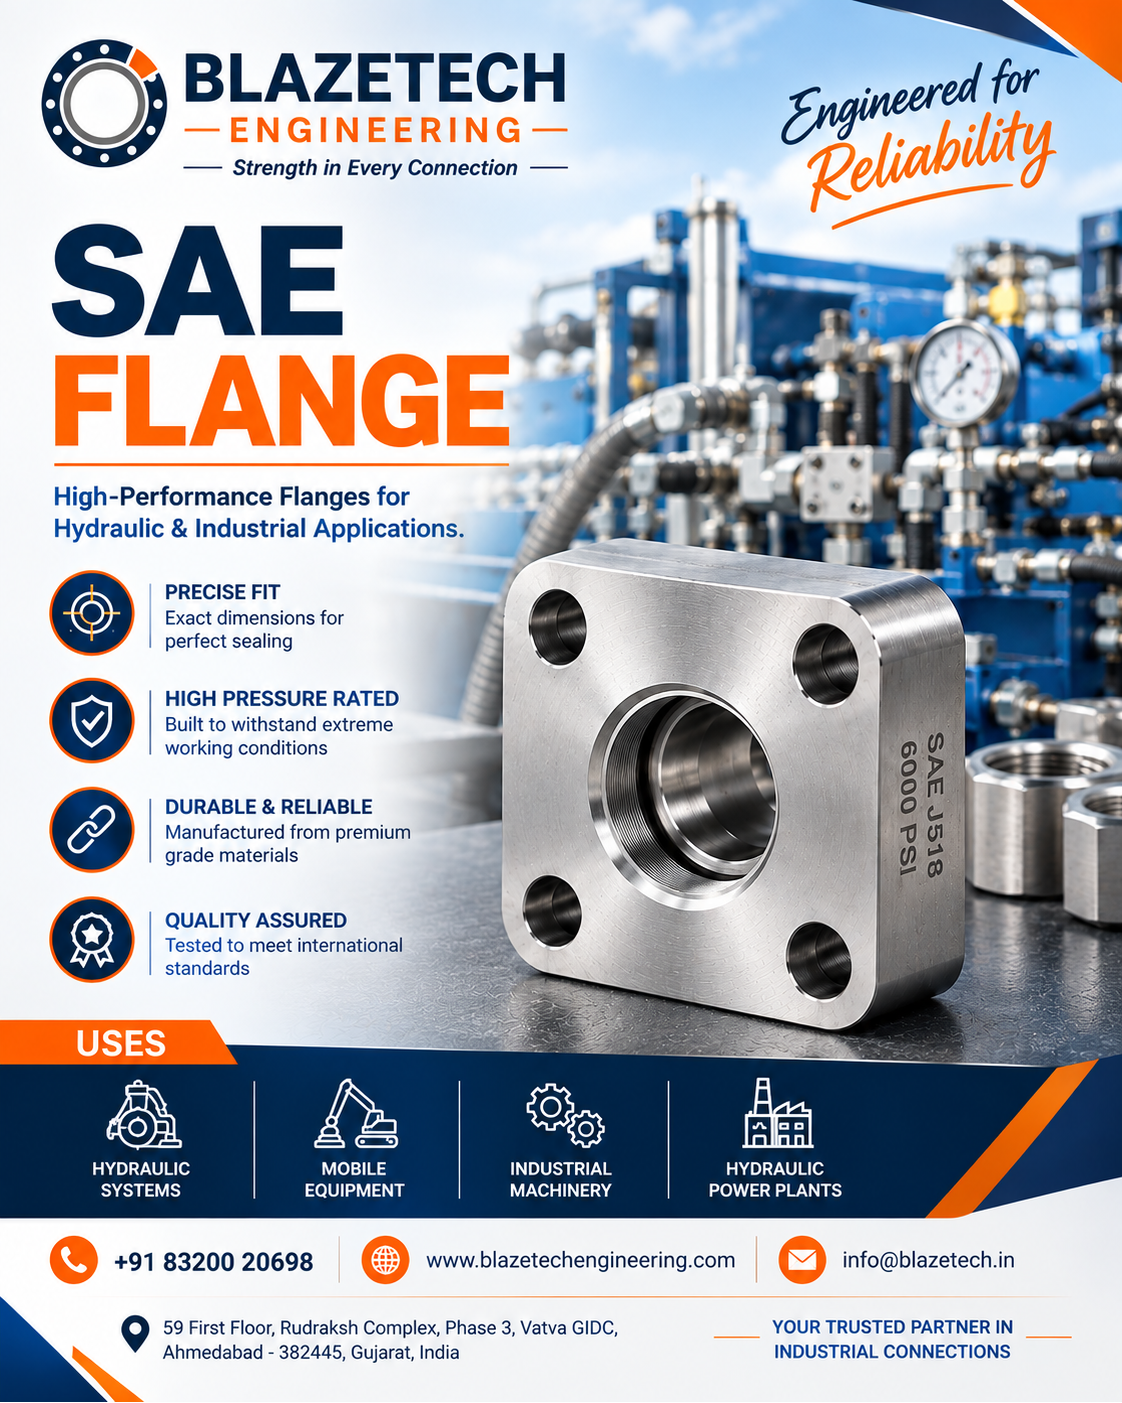 BLAZETECH
ENGINEERING
Strength in Every Connection
Engineered for
Reliability
SAE
FLANGE
High-Performance Flanges for
Hydraulic & Industrial Applications.
PRECISE FIT
Exact dimensions for
perfect sealing
HIGH PRESSURE RATED
Built to withstand extreme
working conditions
DURABLE & RELIABLE
Manufactured from premium
grade materials
QUALITY ASSURED
Tested to meet international
standards
SAE J518
6000 PSI
USES
HYDRAULIC
SYSTEMS
MOBILE
EQUIPMENT
INDUSTRIAL
MACHINERY
HYDRAULIC
POWER PLANTS
+91 83200 20698
www.blazetechengineering.com
info@blazetech.in
59 First Floor, Rudraksh Complex, Phase 3, Vatva GIDC,
Ahmedabad - 382445, Gujarat, India
YOUR TRUSTED PARTNER IN
INDUSTRIAL CONNECTIONS